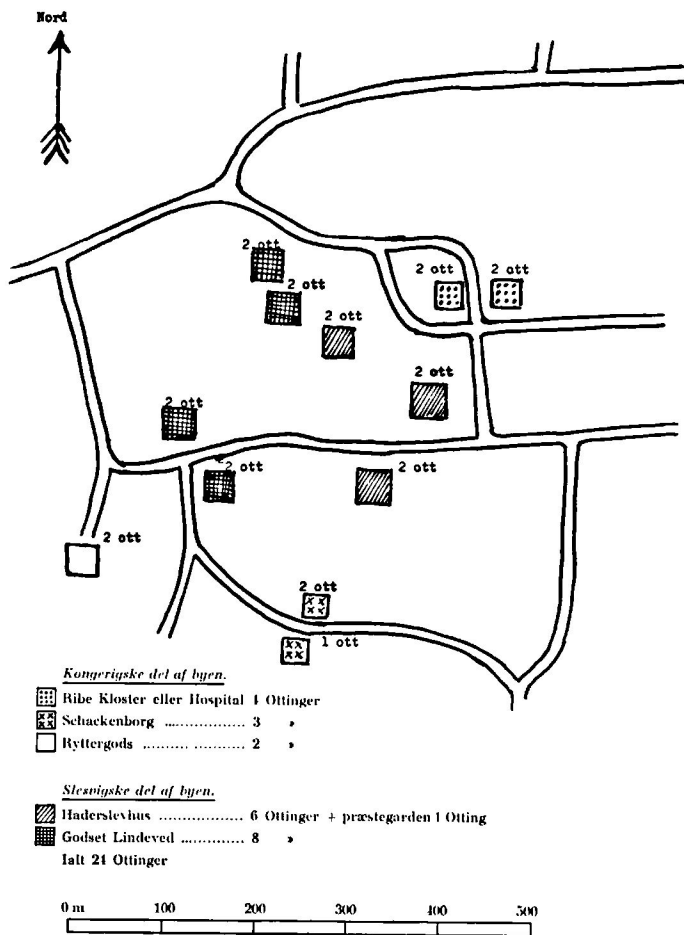 Nord
2 ott
2 ott
2 ott
2 ott
2 ott
2 ott
2 ott
2 ott
2 ott
2 ott
2 ott
1 ott
Kongerigske del af byen.
Ribe Kloster eller Hospital 4 Ottinger
Schackenborg .............. 3 »
Ryttergods ........ .......... 2 »
Slesvigske del af byen.
Haderslevhus .................. 6 Ottinger + præstegarden 1 Otting
Godset Lindeved ............ 8 »
Ialt 24 Ottinger
0 m 100 200 300 400 500